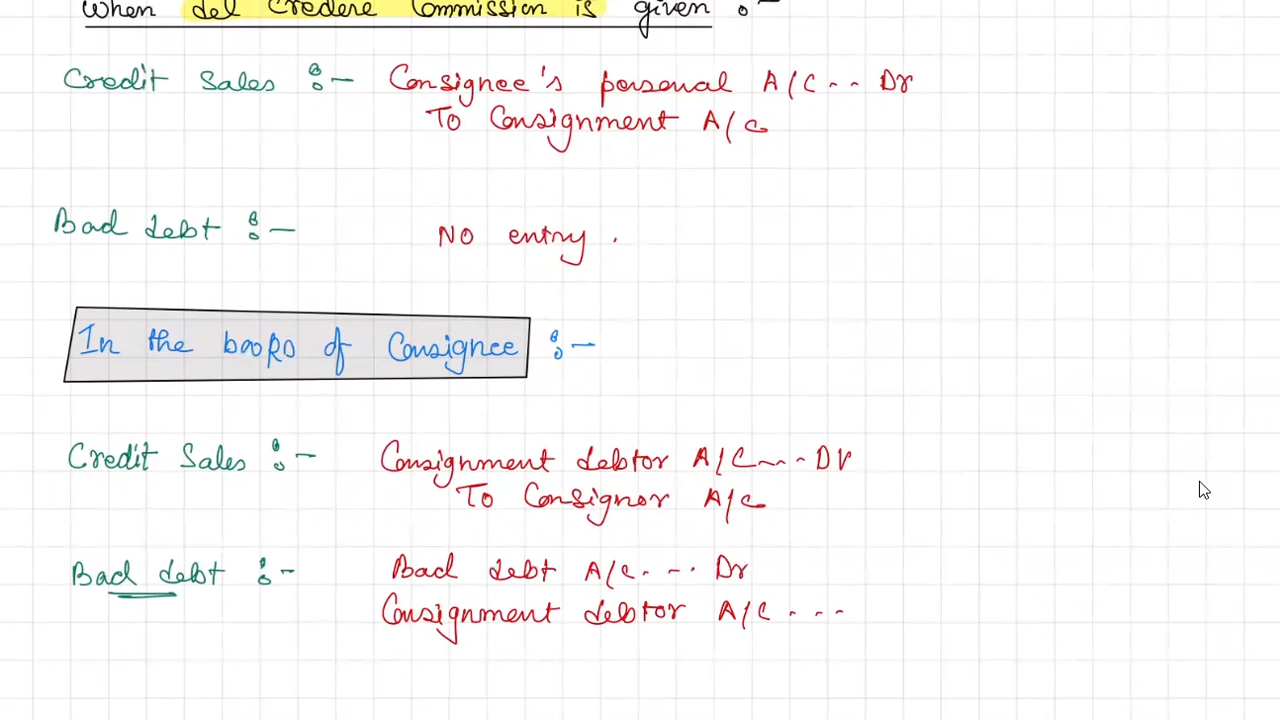 When del credere Commission is given :-
Credit Sales :- Consignee's personal A/C -- Dr
To Consignment A/c
Bad debt :- No entry .
In the books of Consignee :-
Credit Sales :- Consignment debtor A/C --- Dr
To Consignor A/c
Bad debt :- Bad debt A/c. -- Dr
Consignment debtor A/C ---